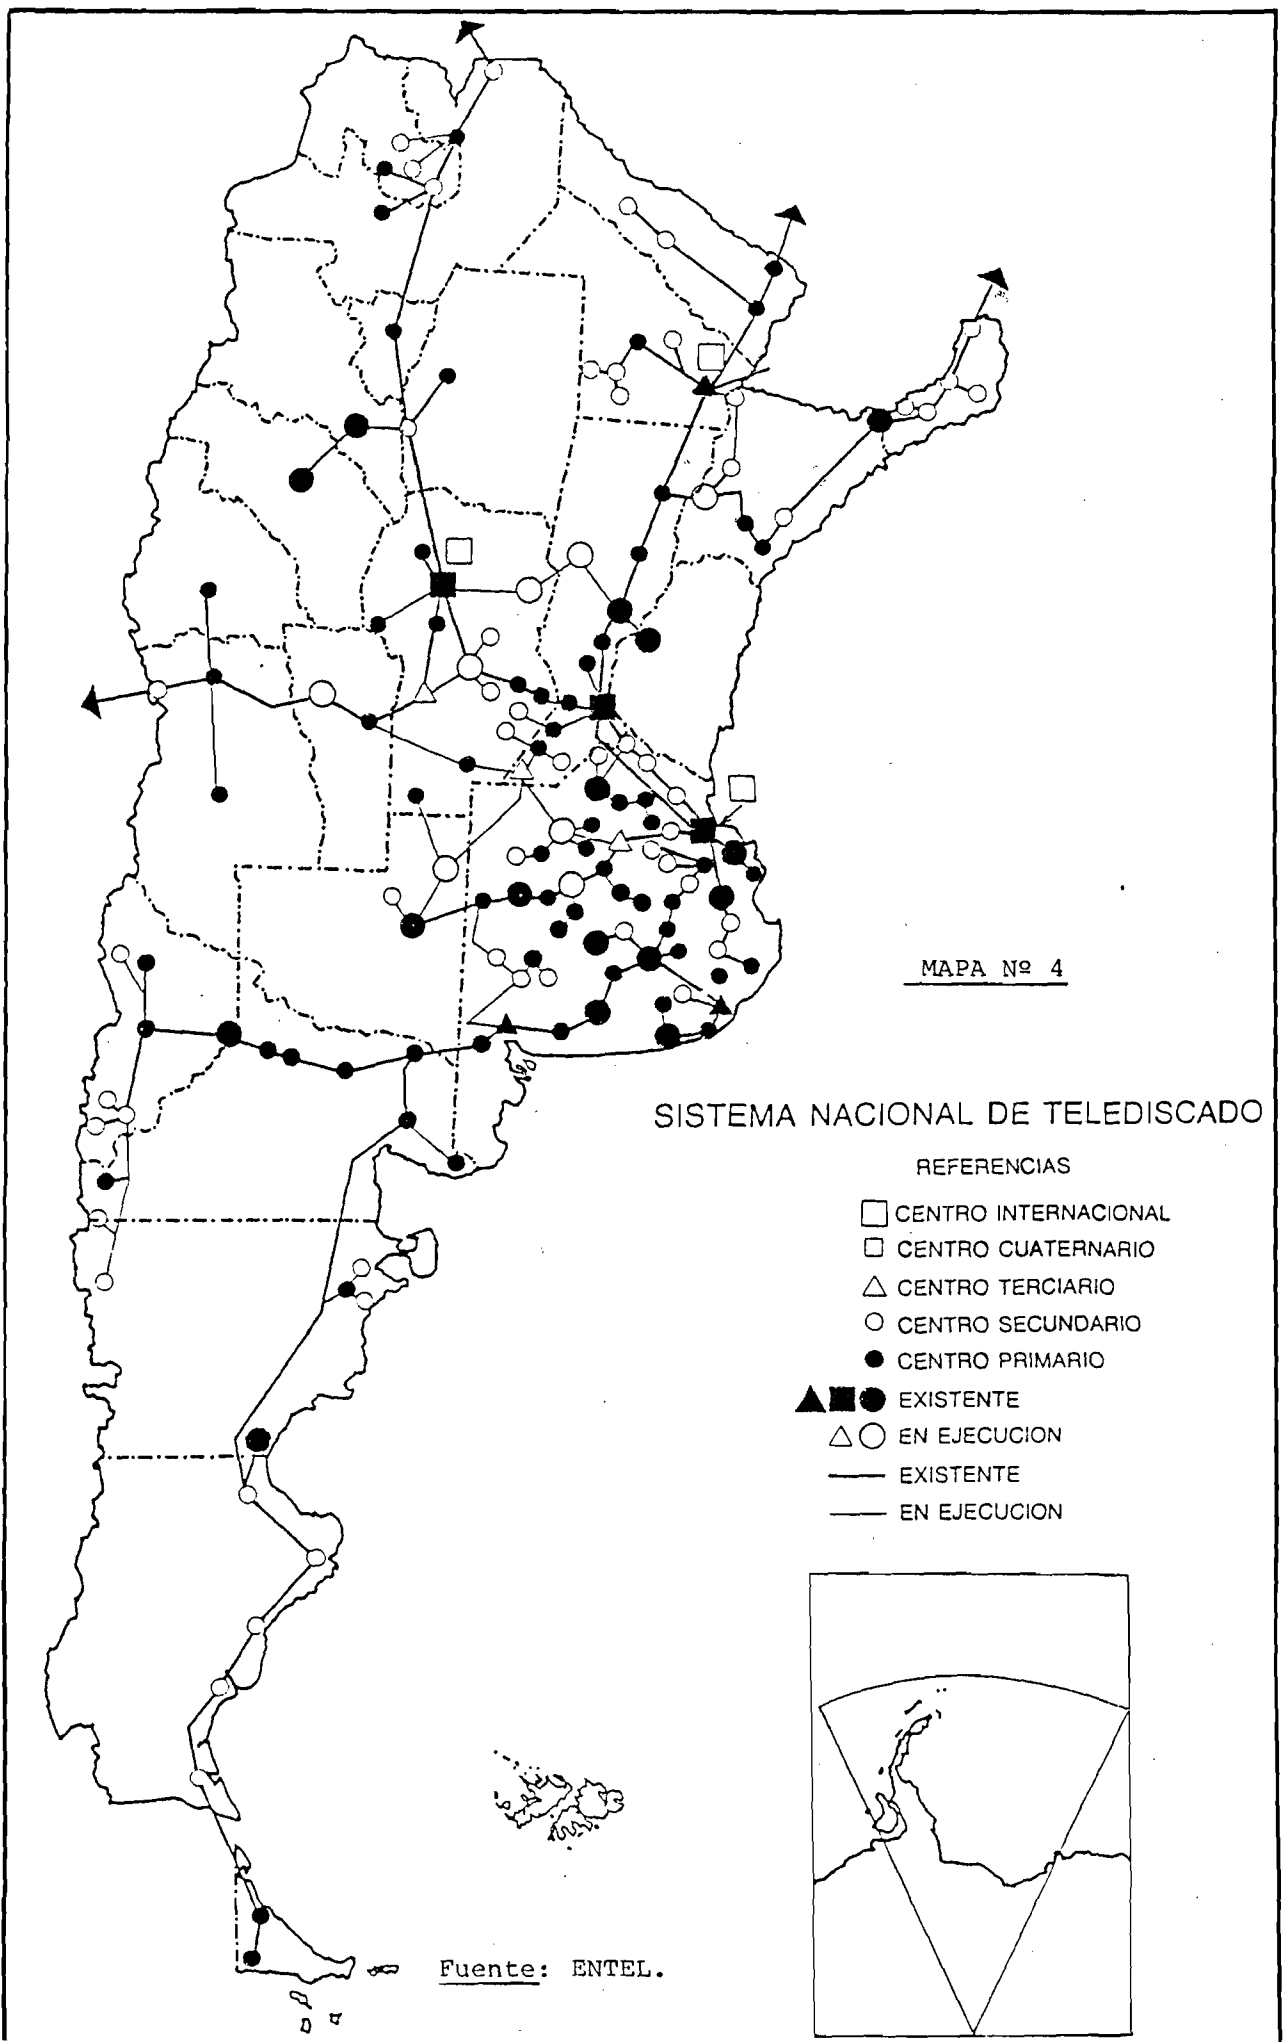 MAPA Nº 4
SISTEMA NACIONAL DE TELEDISCADO
REFERENCIAS
CENTRO INTERNACIONAL
CENTRO CUATERNARIO
CENTRO TERCIARIO
CENTRO SECUNDARIO
CENTRO PRIMARIO
EXISTENTE
EN EJECUCION
EXISTENTE
EN EJECUCION
Fuente: ENTEL.